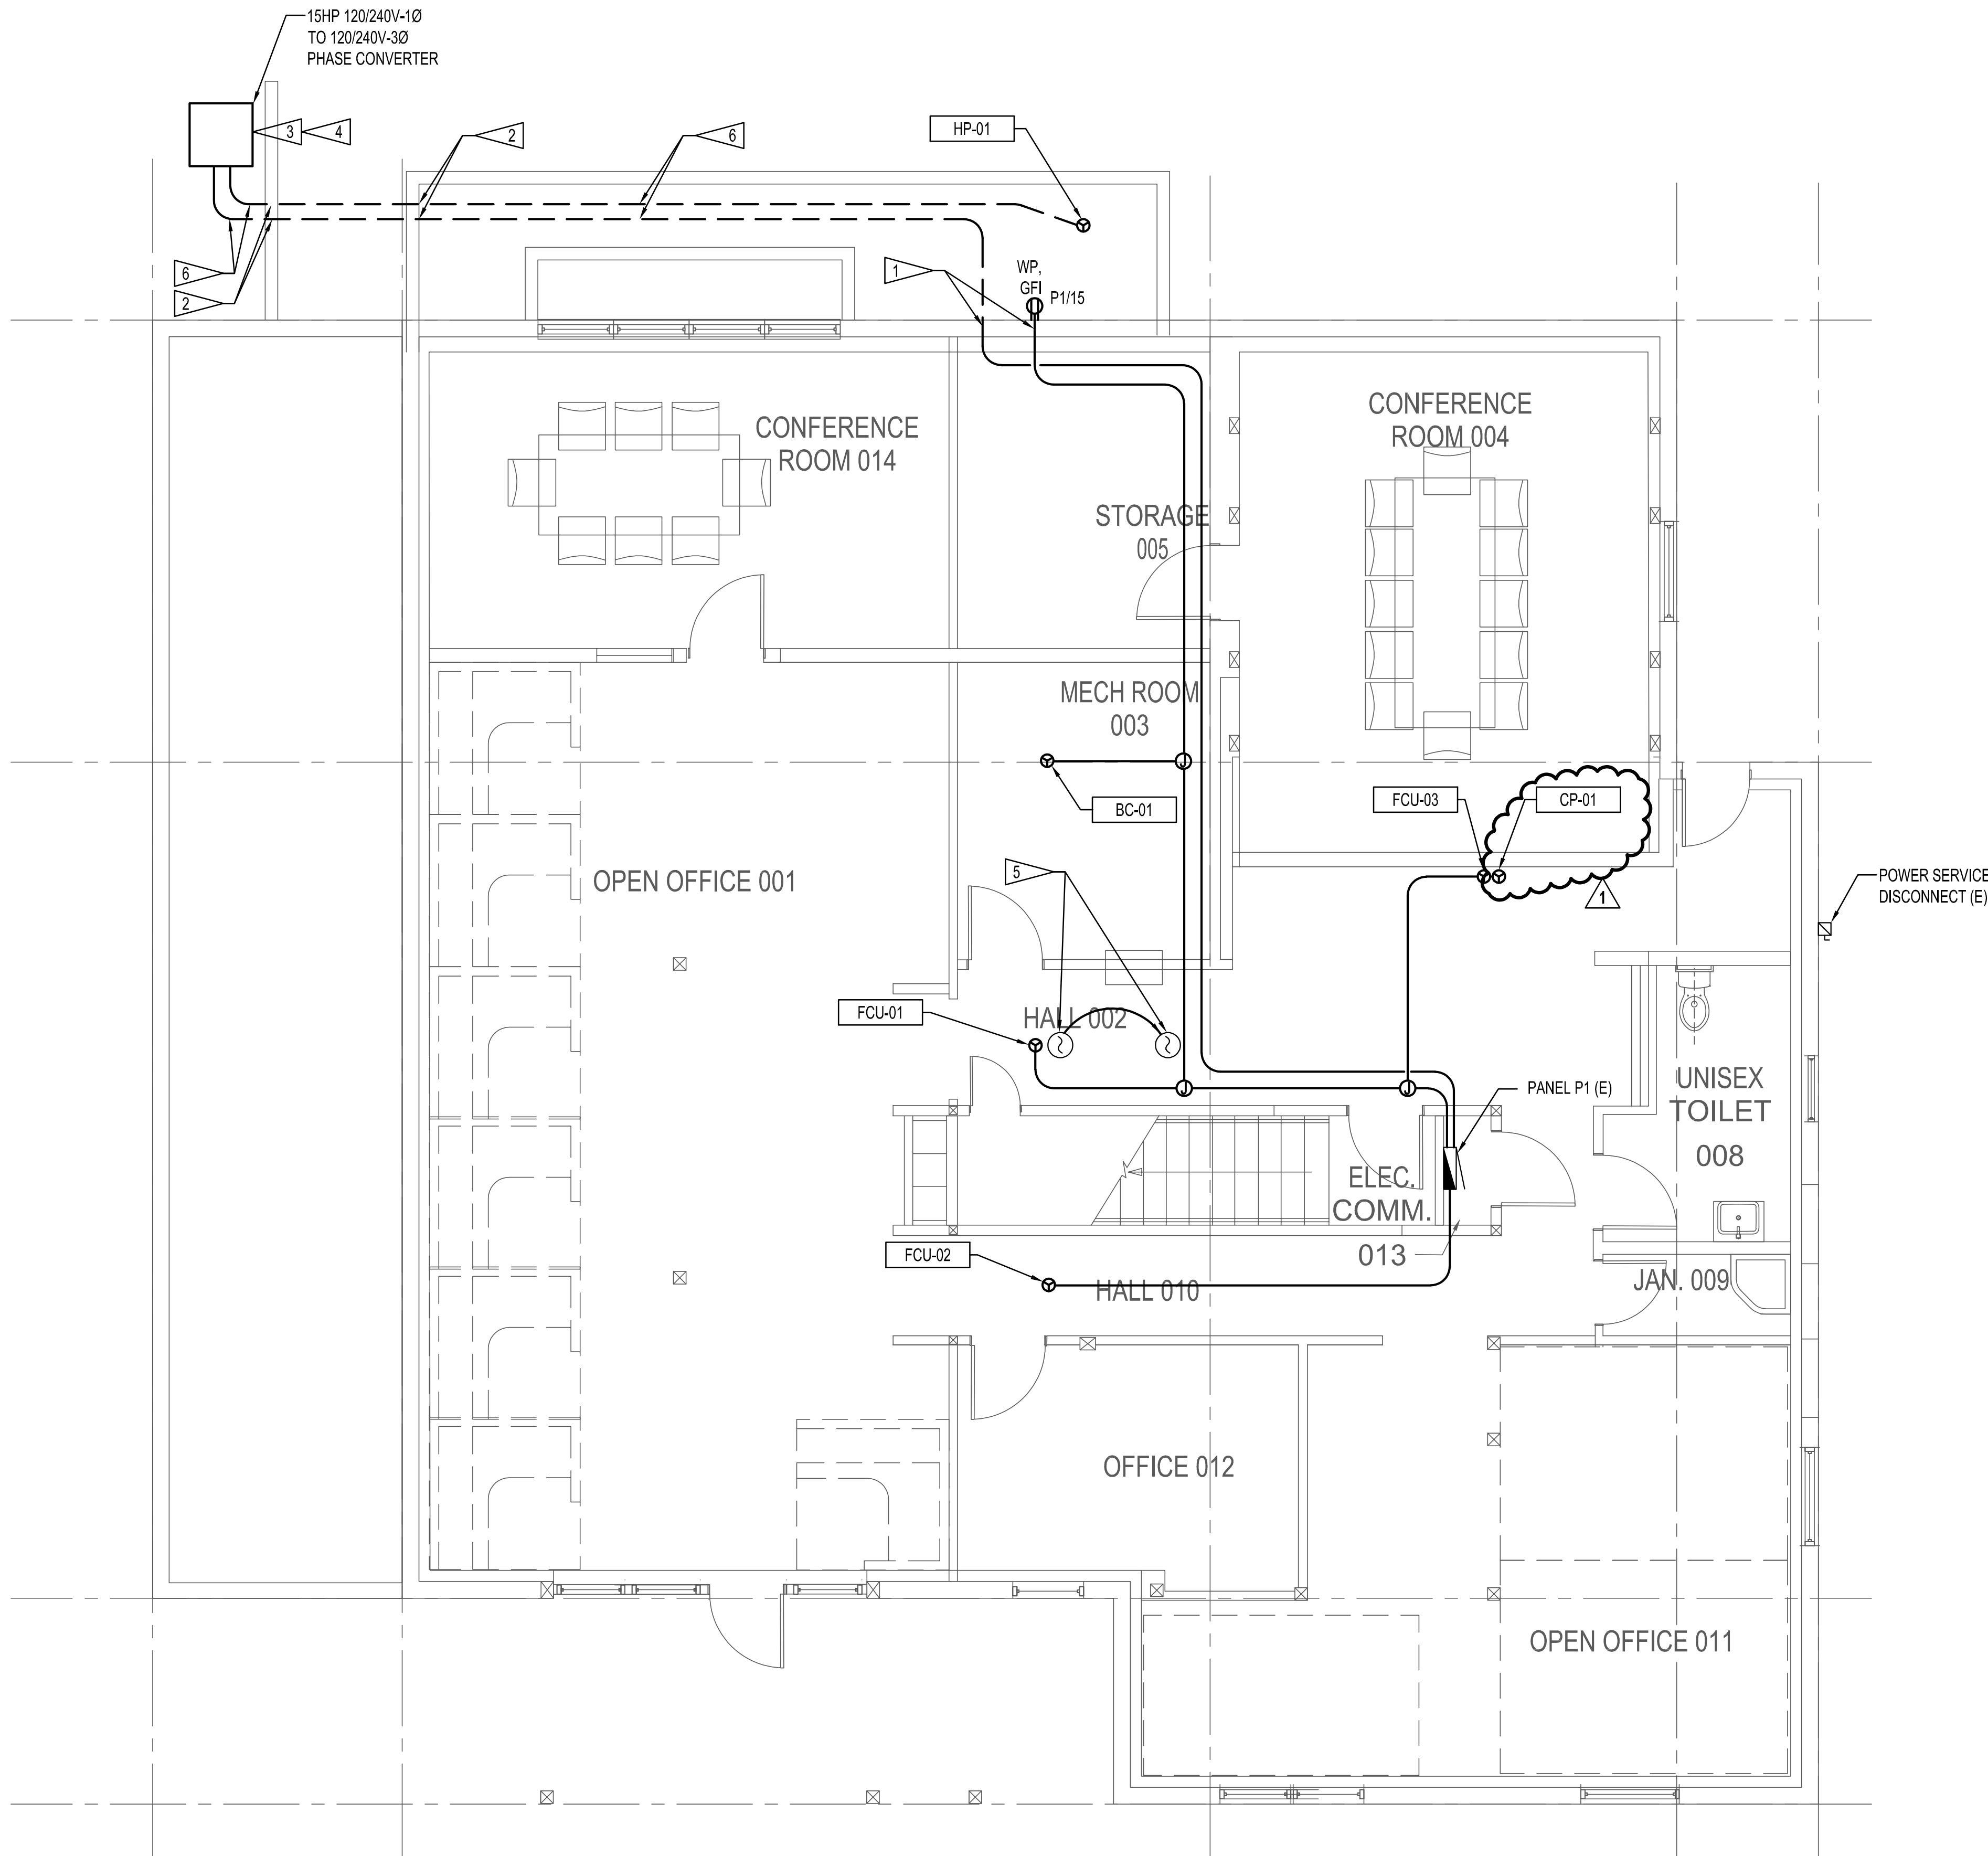 15HP 120/240V-1Ø
TO 120/240V-3Ø
PHASE CONVERTER
3
4
2
6
HP-01
6
2
1
WP,
GFI
P1/15
CONFERENCE
ROOM 014
CONFERENCE
ROOM 004
STORAGE
005
MECH ROOM
003
J
BC-01
FCU-03
CP-01
1
OPEN OFFICE 001
5
POWER SERVICE
DISCONNECT (E)
FCU-01
HALL 002
J
J
PANEL P1 (E)
UNISEX
TOILET
008
ELEC.
COMM.
013
FCU-02
HALL 010
JAN. 009
OFFICE 012
OPEN OFFICE 011